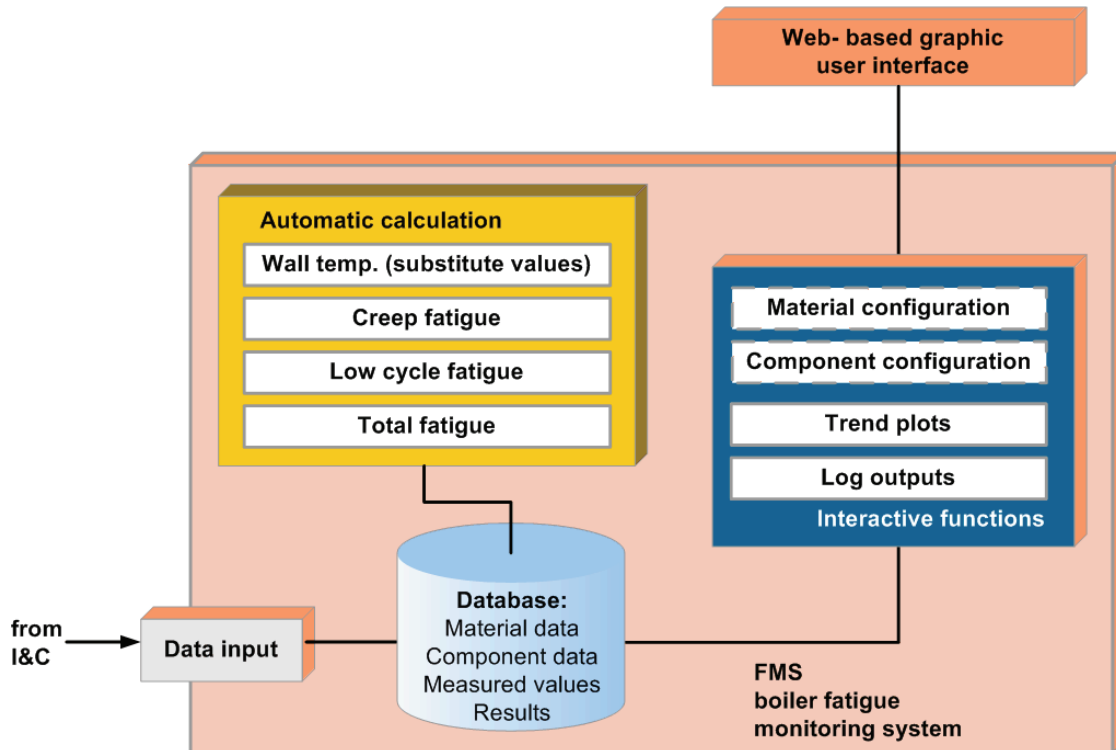 Web- based graphic
user interface
Automatic calculation
Wall temp. (substitute values)
Creep fatigue
Low cycle fatigue
Total fatigue
Material configuration
Component configuration
Trend plots
Log outputs
Interactive functions
from
I&C
Data input
Database:
Material data
Component data
Measured values
Results
FMS
boiler fatigue
monitoring system